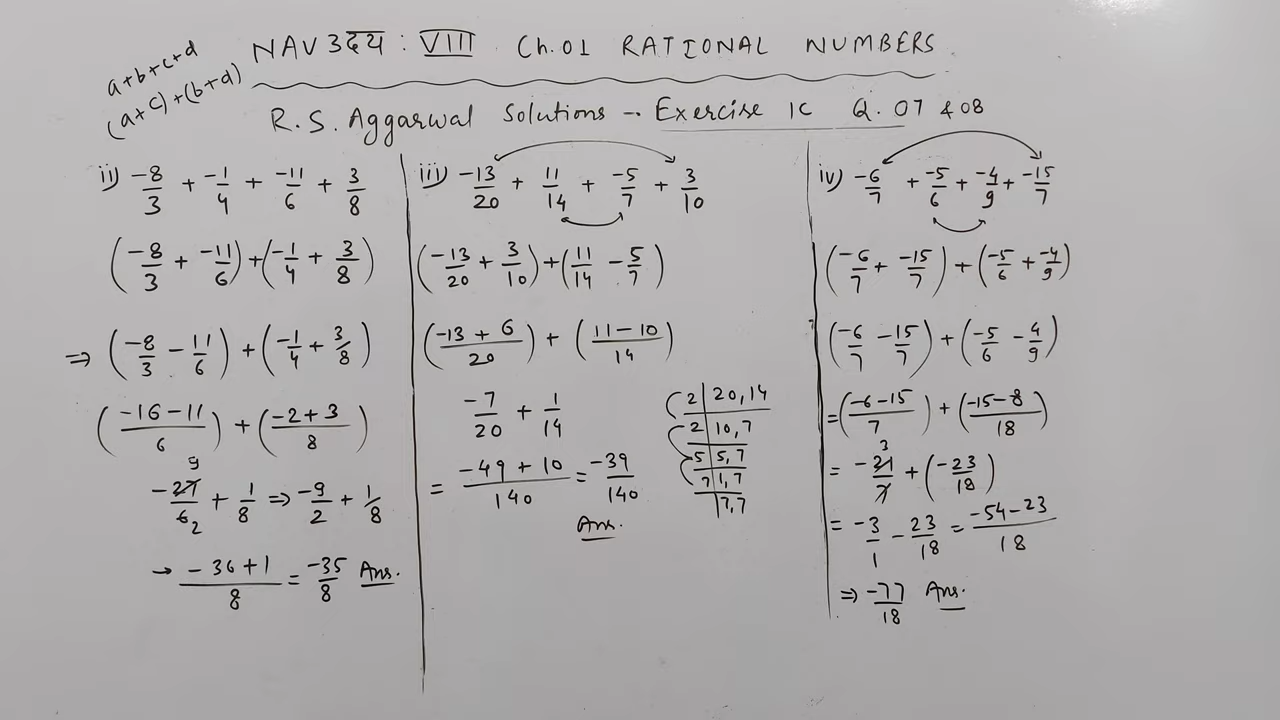 NAV उदय : VIII Ch.01 RATIONAL NUMBERS
a+b+c+d
(a+c)+(b+d)
R.S. Aggarwal Solutions -- Exercise 1C Q. 07 & 08
ii) -8/3 + -1/4 + -11/6 + 3/8
(-8/3 + -11/6) + (-1/4 + 3/8)
⇒ (-8/3 - 11/6) + (-1/4 + 3/8)
(-16-11/6) + (-2+3/8)
9
-27/6 2 + 1/8 ⇒ -9/2 + 1/8
→ -36+1/8 = -35/8 Ans.
iii) -13/20 + 11/14 + -5/7 + 3/10
(-13/20 + 3/10) + (11/14 - 5/7)
(-13+6/20) + (11-10/14)
-7/20 + 1/14
= -49+10/140 = -39/140
Ans.
2 | 20, 14
2 | 10, 7
5 | 5, 7
7 | 1, 7
| 7, 7
iv) -6/7 + -5/6 + -4/9 + -15/7
(-6/7 + -15/7) + (-5/6 + -4/9)
(-6/7 - 15/7) + (-5/6 - 4/9)
= (-6-15/7) + (-15-8/18)
3
= -21/7 + (-23/18)
= -3/1 - 23/18 = -54-23/18
⇒ -77/18 Ans.